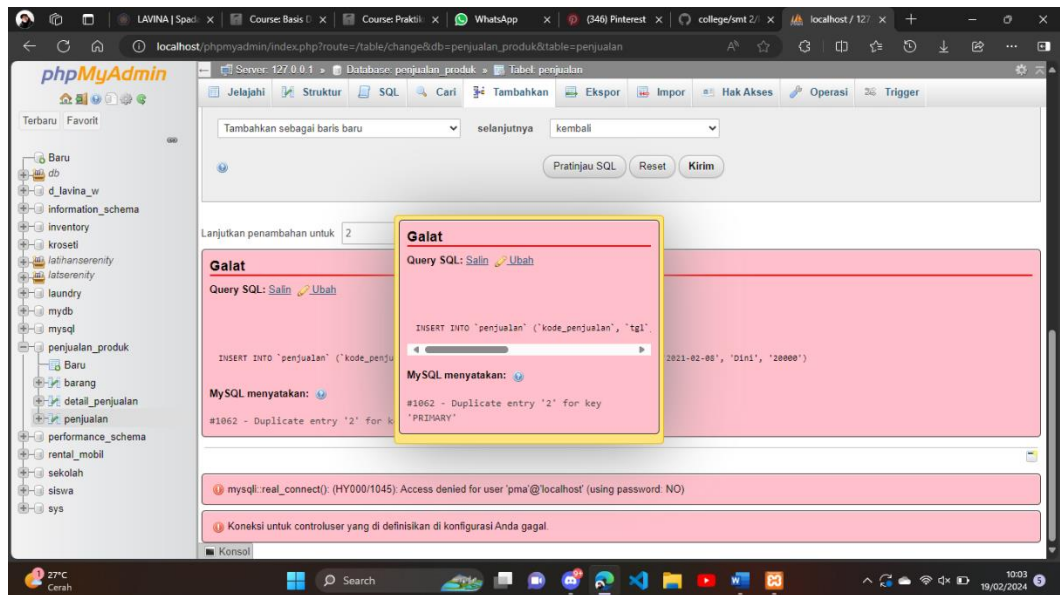 LAVINA | Spad
Course: Basis D
Course: Praktik
WhatsApp
(346) Pinterest
college/smt 2/
localhost / 127
localhost/phpmyadmin/index.php?route=/table/change&db=penjualan_produk&table=penjualan
phpMyAdmin
Terbaru Favorit
Baru
db
d_lavina_w
information_schema
inventory
kroseti
latihanserenity
latserenity
laundry
mydb
mysql
penjualan_produk
Baru
barang
detail_penjualan
penjualan
performance_schema
rental_mobil
sekolah
siswa
sys
Server: 127.0.0.1 » Database: penjualan_produk » Tabel: penjualan
Jelajahi Struktur SQL Cari Tambahkan Ekspor Impor Hak Akses Operasi Trigger
Tambahkan sebagai baris baru selanjutnya kembali
Pratinjau SQL Reset Kirim
Lanjutkan penambahan untuk 2
Galat
Query SQL: Salin Ubah
INSERT INTO `penjualan` (`kode_penju
2021-02-08', 'Dini', '20000')
MySQL menyatakan:
#1062 - Duplicate entry '2' for k
Galat
Query SQL: Salin Ubah
INSERT INTO `penjualan` (`kode_penjualan`, `tgl`
MySQL menyatakan:
#1062 - Duplicate entry '2' for key
'PRIMARY'
mysqli::real_connect(): (HY000/1045): Access denied for user 'pma'@'localhost' (using password: NO)
Koneksi untuk controluser yang di definisikan di konfigurasi Anda gagal.
Konsol
1
27°C
Cerah
Search
10:03
19/02/2024
5